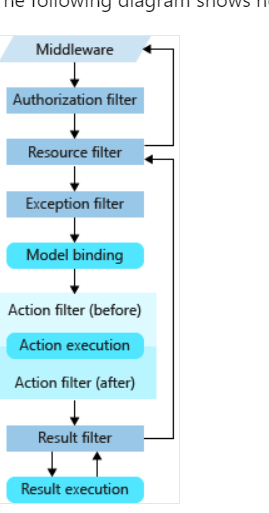 he following diagram shows h
Middleware
Authorization filter
Resource filter
Exception filter
Model binding
Action filter (before)
Action execution
Action filter (after)
Result filter
Result execution